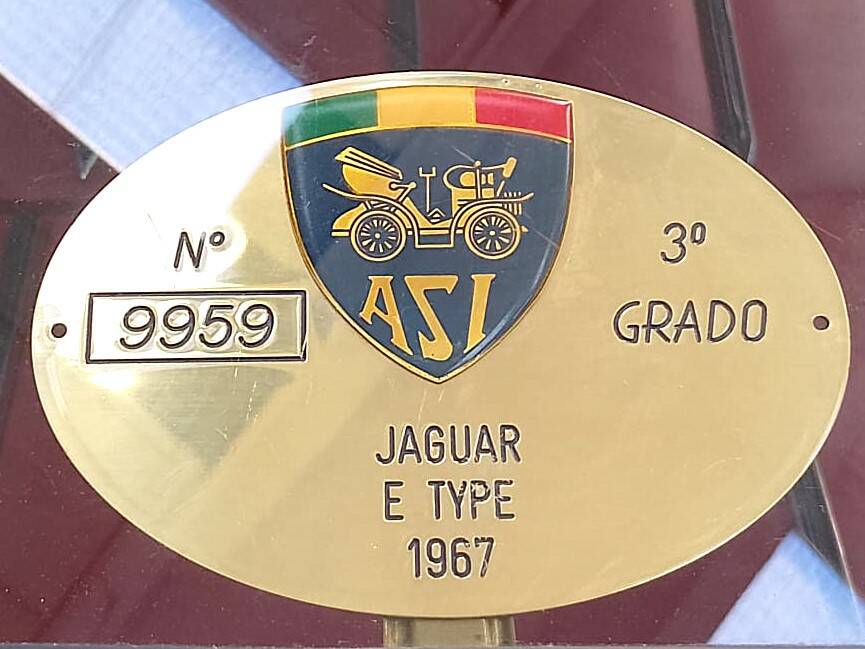 Nº
9959
ASI
3º
GRADO
JAGUAR
E TYPE
1967